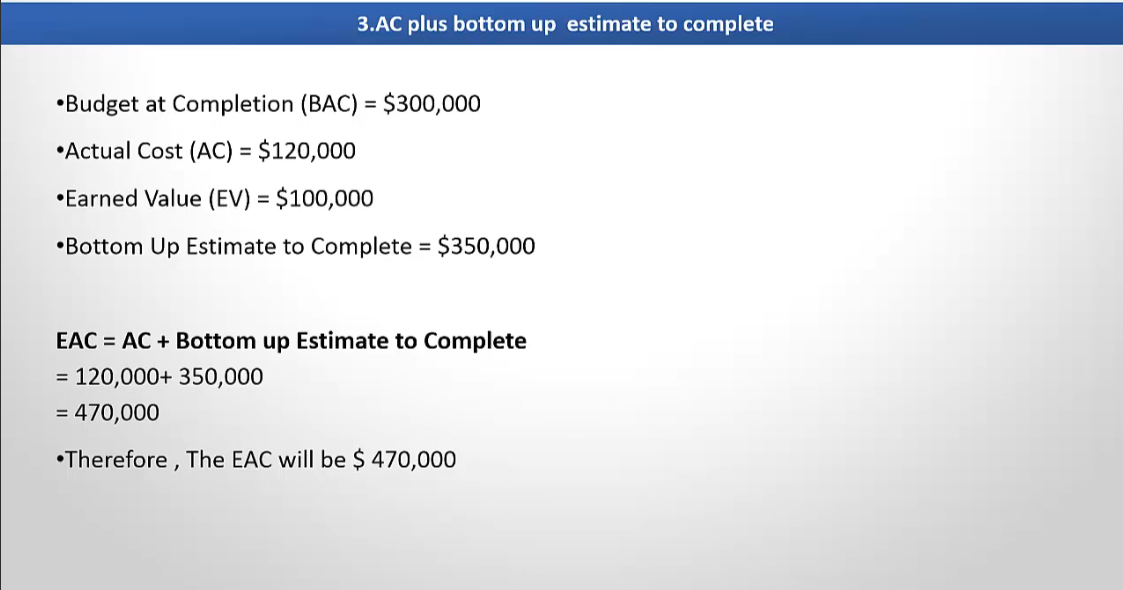 3.AC plus bottom up  estimate to complete
•Budget at Completion (BAC) = $300,000
•Actual Cost (AC) = $120,000
•Earned Value (EV) = $100,000
•Bottom Up Estimate to Complete = $350,000
EAC = AC + Bottom up Estimate to Complete
= 120,000+ 350,000
= 470,000
•Therefore , The EAC will be $ 470,000